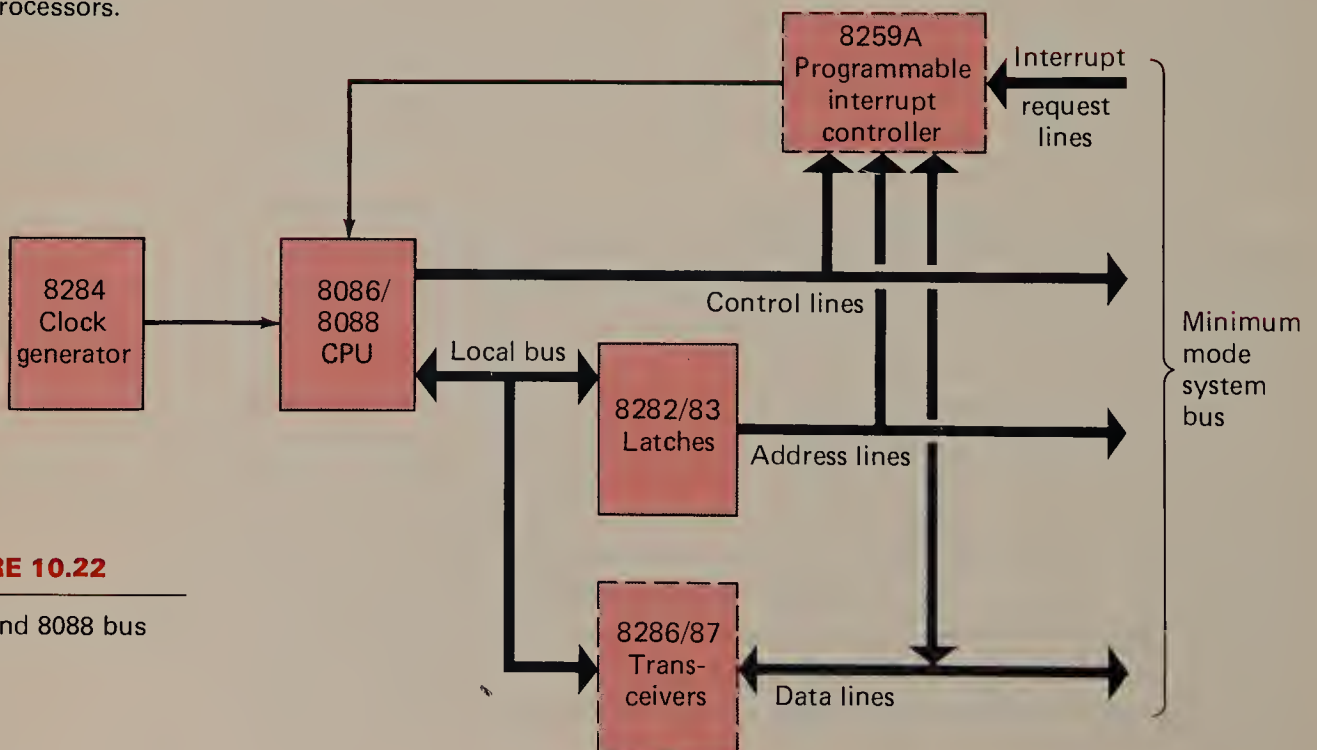 rocessors.
8259A
Programmable
interrupt
controller
Interrupt
request
lines
8284
Clock
generator
8086/
8088
CPU
Control lines
Local bus
8282/83
Latches
Address lines
Minimum
mode
system
bus
RE 10.22
nd 8088 bus
8286/87
Trans-
ceivers
Data lines